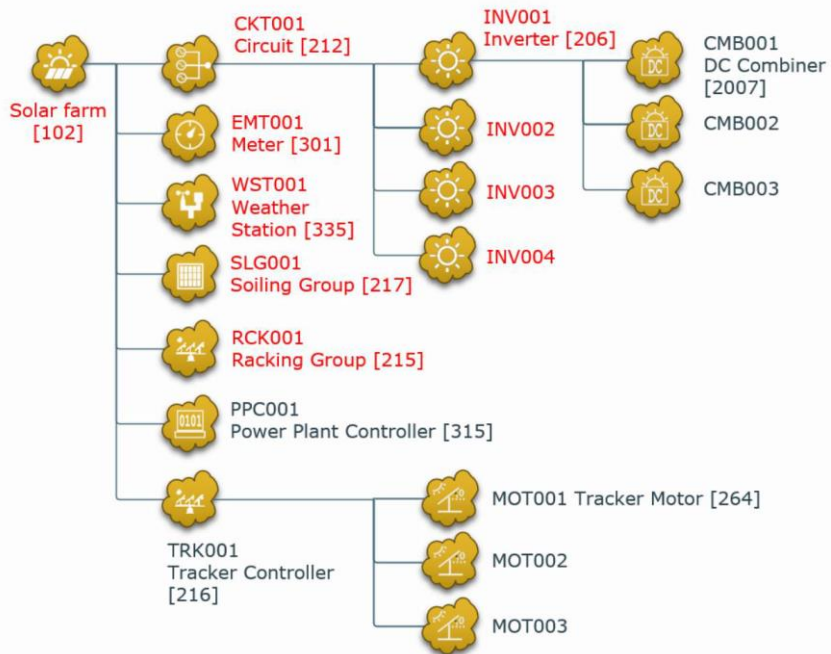 Solar farm
[102]
CKT001
Circuit [212]
INV001
Inverter [206]
DC
CMB001
DC Combiner
[2007]
INV002
DC
CMB002
INV003
DC
CMB003
INV004
EMT001
Meter [301]
WST001
Weather
Station [335]
SLG001
Soiling Group [217]
RCK001
Racking Group [215]
0101
PPC001
Power Plant Controller [315]
TRK001
Tracker Controller
[216]
MOT001 Tracker Motor [264]
MOT002
MOT003